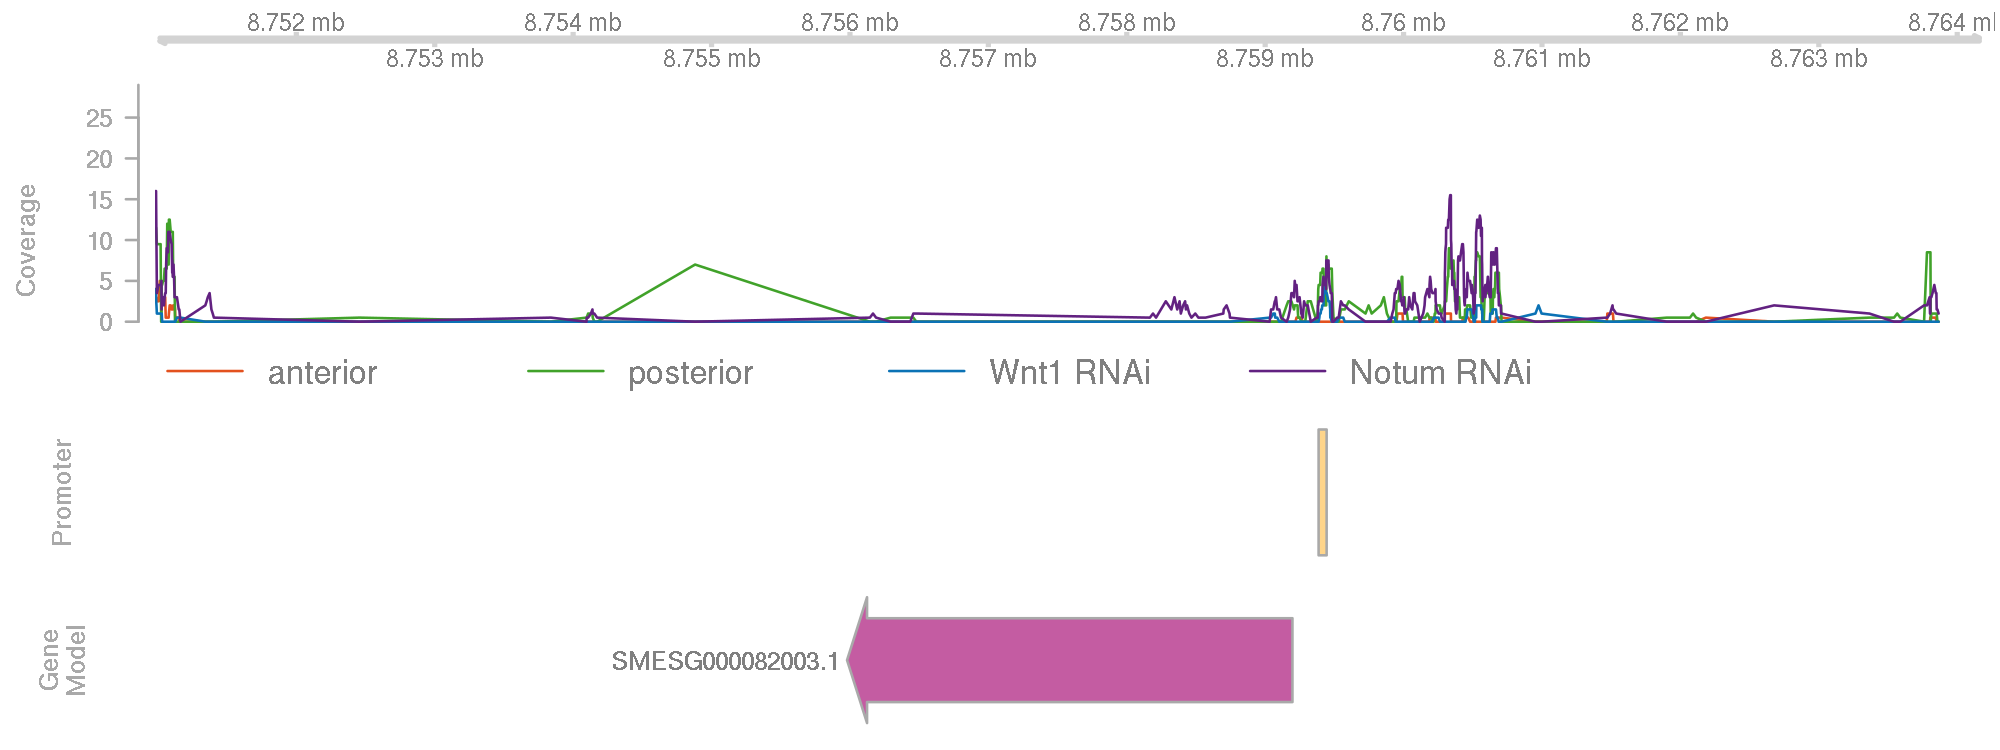 8.752 mb 8.754 mb 8.756 mb 8.758 mb 8.76 mb 8.762 mb 8.764 m
8.753 mb 8.755 mb 8.757 mb 8.759 mb 8.761 mb 8.763 mb
25
20
15
10
5
0
Coverage
anterior posterior Wnt1 RNAi Notum RNAi
Promoter
Gene
Model
SMESG000082003.1